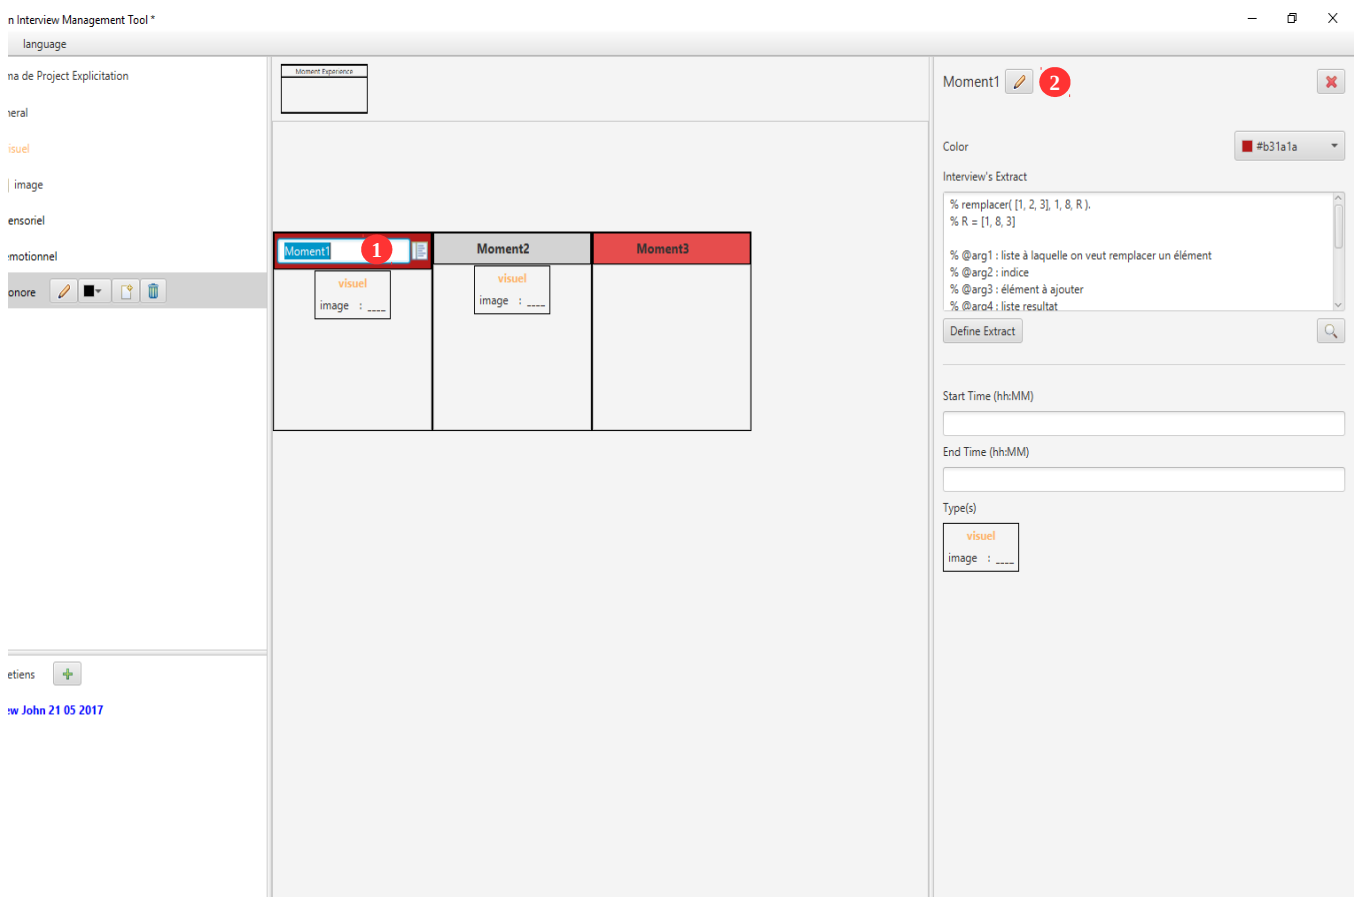 n Interview Management Tool *
language
ma de Project Explicitation
neral
isuel
image
ensoriel
emotionnel
onore
etiens
ew John 21 05 2017
Moment Experience
Moment1
1
Moment2
Moment3
visuel
image : ____
visuel
image : ____
Moment1
2
Color
#b31a1a
Interview's Extract
% remplacer( [1, 2, 3], 1, 8, R ).
% R = [1, 8, 3]
% @arg1 : liste à laquelle on veut remplacer un élément
% @arg2 : indice
% @arg3 : élément à ajouter
% @arg4 : liste resultat
Define Extract
Start Time (hh:MM)
End Time (hh:MM)
Type(s)
visuel
image : ____